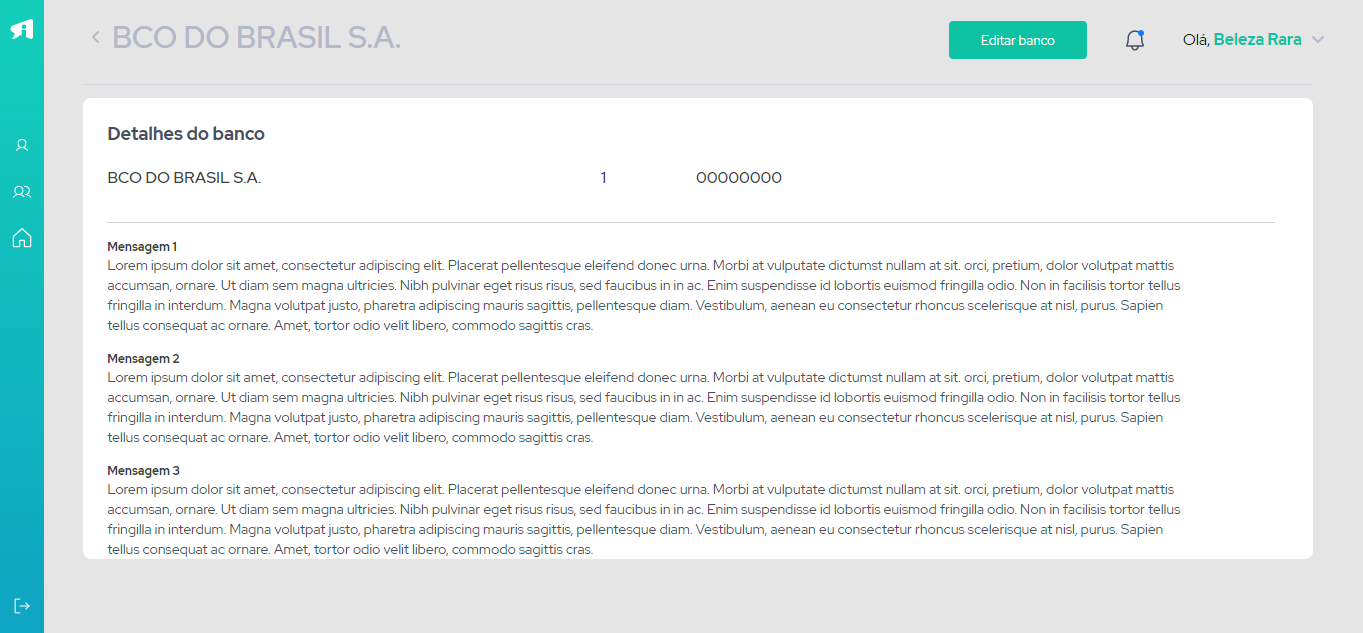 BCO DO BRASIL S.A.
Editar banco
Olá, Beleza Rara
Detalhes do banco
BCO DO BRASIL S.A. 1 00000000
Mensagem 1
Lorem ipsum dolor sit amet, consectetur adipiscing elit. Placerat pellentesque eleifend donec urna. Morbi at vulputate dictumst nullam at sit. orci, pretium, dolor volutpat mattis
accumsan, ornare. Ut diam sem magna ultricies. Nibh pulvinar eget risus risus, sed faucibus in in ac. Enim suspendisse id lobortis euismod fringilla odio. Non in facilisis tortor tellus
fringilla in interdum. Magna volutpat justo, pharetra adipiscing mauris sagittis, pellentesque diam. Vestibulum, aenean eu consectetur rhoncus scelerisque at nisl, purus. Sapien
tellus consequat ac ornare. Amet, tortor odio velit libero, commodo sagittis cras.
Mensagem 2
Lorem ipsum dolor sit amet, consectetur adipiscing elit. Placerat pellentesque eleifend donec urna. Morbi at vulputate dictumst nullam at sit. orci, pretium, dolor volutpat mattis
accumsan, ornare. Ut diam sem magna ultricies. Nibh pulvinar eget risus risus, sed faucibus in in ac. Enim suspendisse id lobortis euismod fringilla odio. Non in facilisis tortor tellus
fringilla in interdum. Magna volutpat justo, pharetra adipiscing mauris sagittis, pellentesque diam. Vestibulum, aenean eu consectetur rhoncus scelerisque at nisl, purus. Sapien
tellus consequat ac ornare. Amet, tortor odio velit libero, commodo sagittis cras.
Mensagem 3
Lorem ipsum dolor sit amet, consectetur adipiscing elit. Placerat pellentesque eleifend donec urna. Morbi at vulputate dictumst nullam at sit. orci, pretium, dolor volutpat mattis
accumsan, ornare. Ut diam sem magna ultricies. Nibh pulvinar eget risus risus, sed faucibus in in ac. Enim suspendisse id lobortis euismod fringilla odio. Non in facilisis tortor tellus
fringilla in interdum. Magna volutpat justo, pharetra adipiscing mauris sagittis, pellentesque diam. Vestibulum, aenean eu consectetur rhoncus scelerisque at nisl, purus. Sapien
tellus consequat ac ornare. Amet, tortor odio velit libero, commodo sagittis cras.